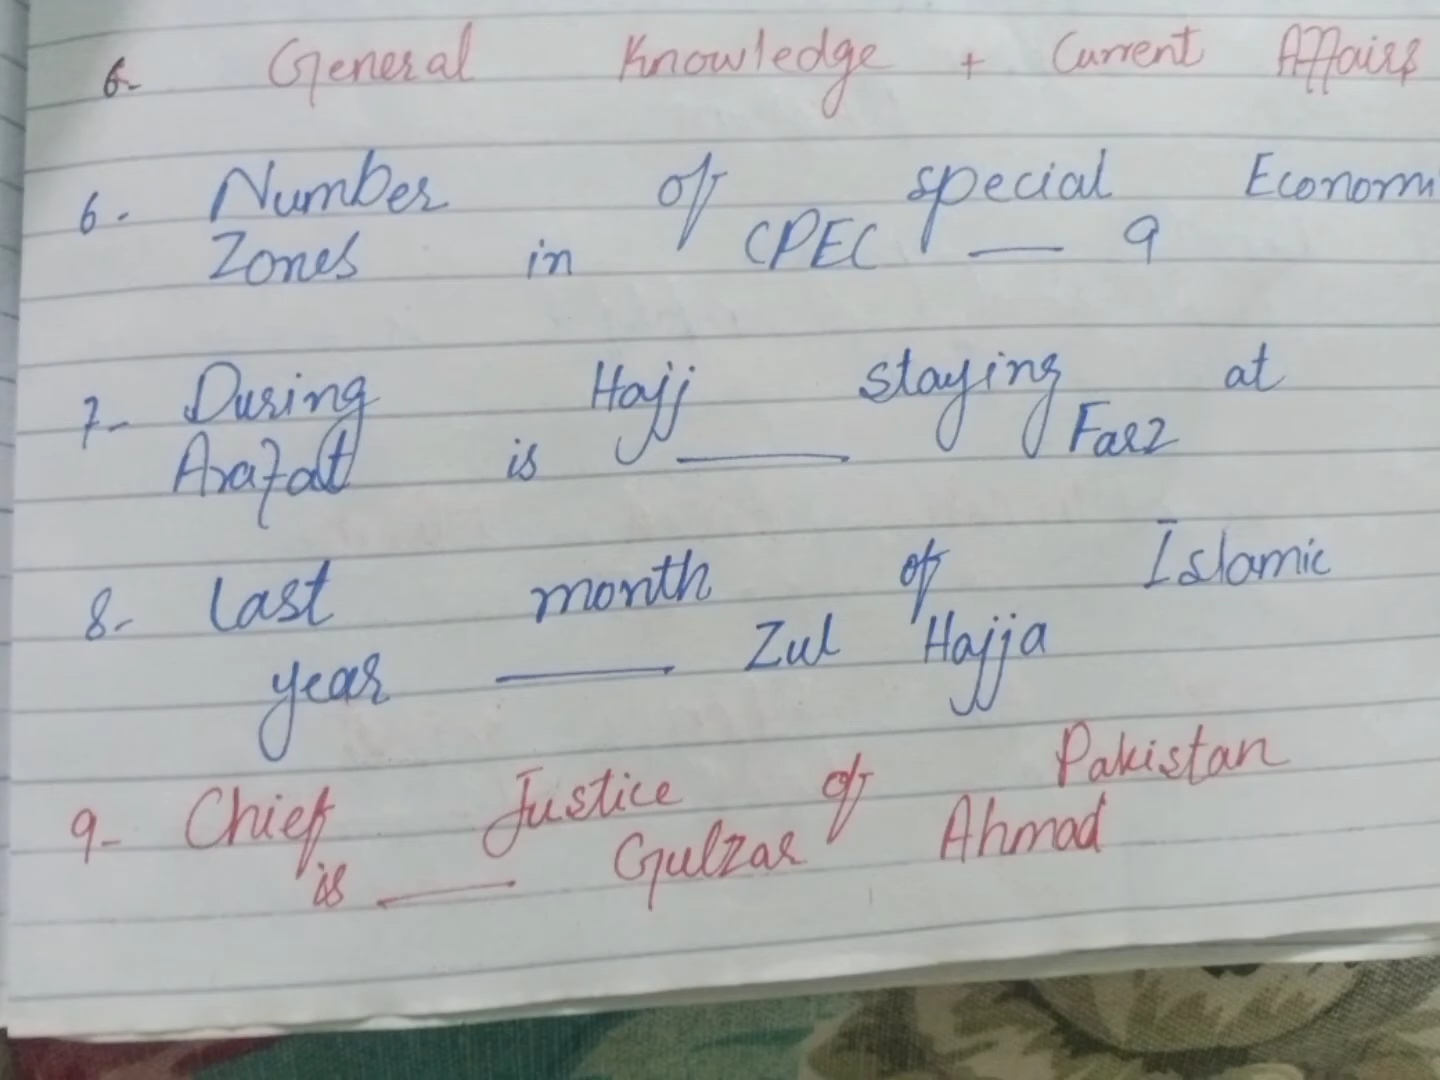 6- General Knowledge + Current Affairs
6- Number of special Economi
Zones in CPEC — 9
7- During Hajj staying at
Arafat is — Farz
8- last month of Islamic
year — Zul Hajja
9- Chief Justice of Pakistan
is — Gulzar Ahmad